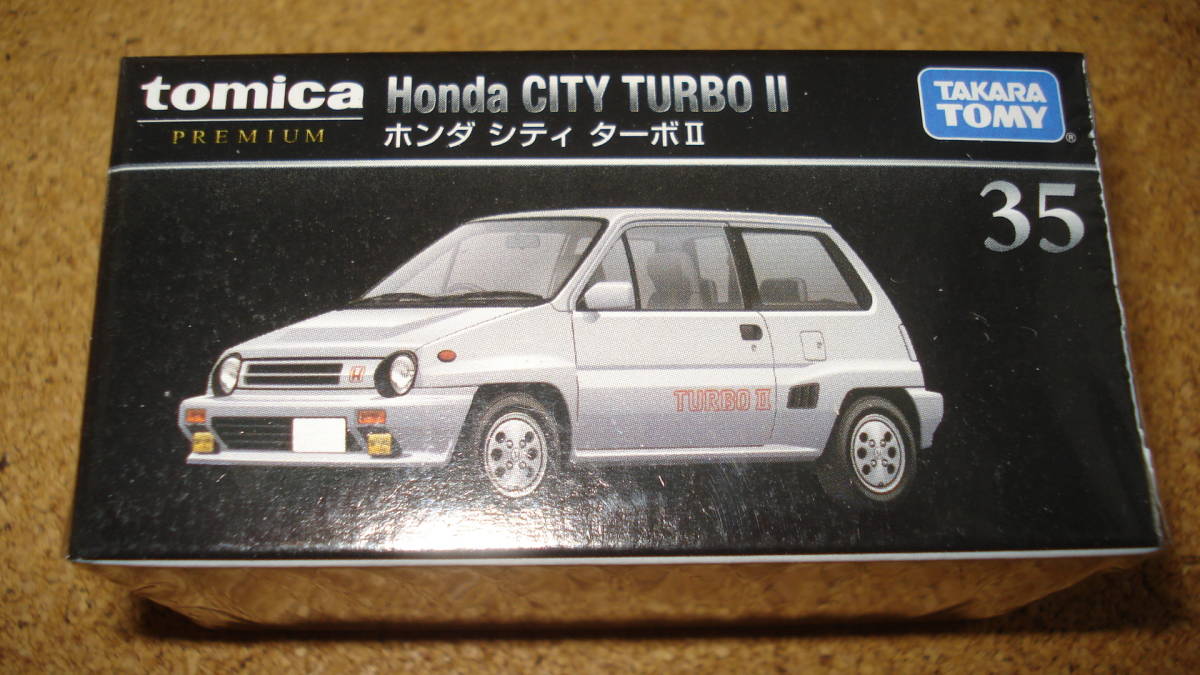 tomica
PREMIUM
Honda CITY TURBO II
ホンダ シティ ターボⅡ
TAKARA
TOMY
®
35
TURBO II